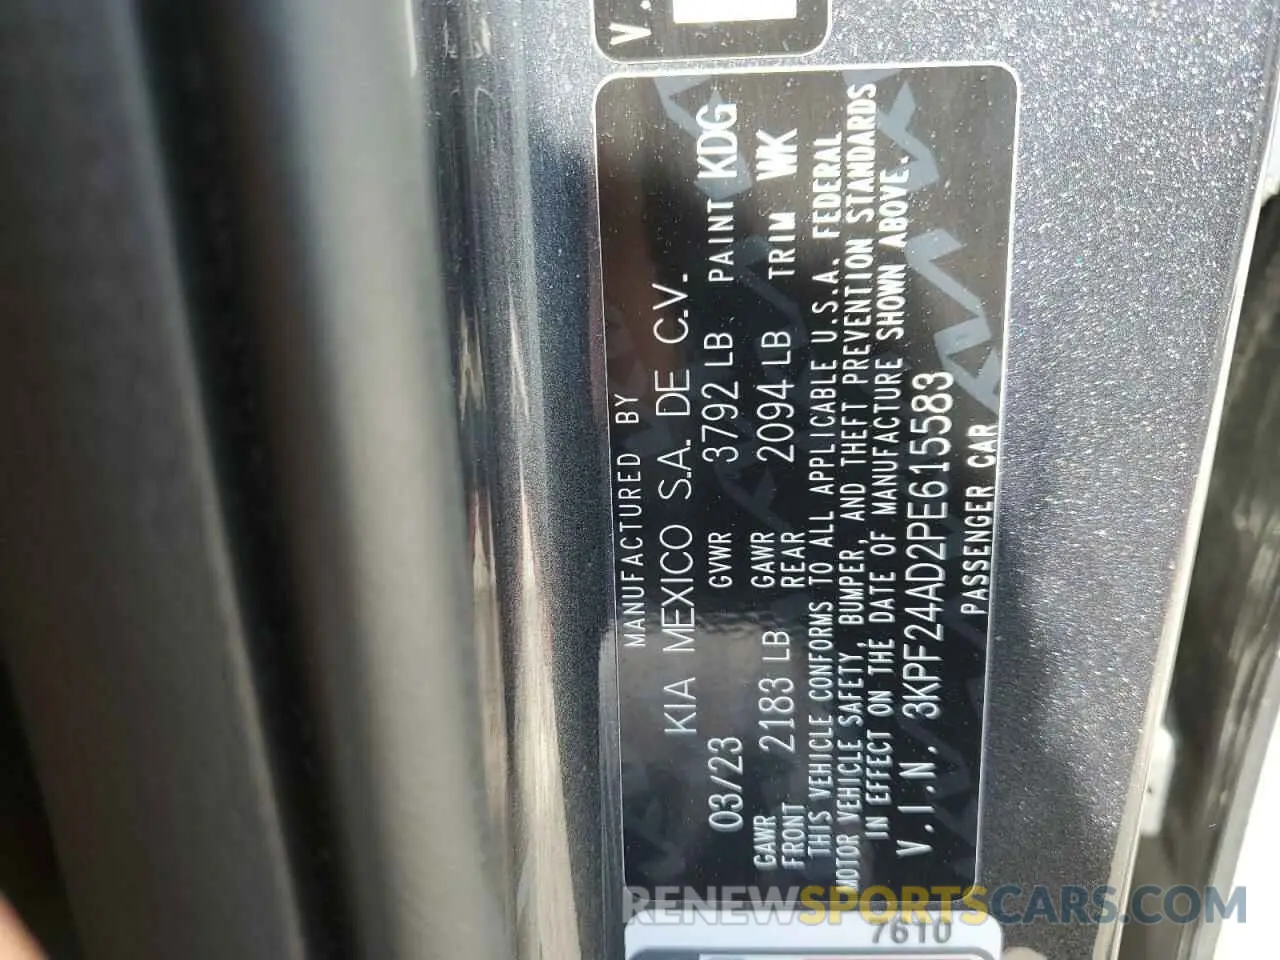 V.
MANUFACTURED BY
KIA MEXICO S.A. DE C.V.
03/23 GVWR 3792 LB PAINT KDG
GAWR FRONT 2183 LB GAWR REAR 2094 LB TRIM WK
THIS VEHICLE CONFORMS TO ALL APPLICABLE U.S.A. FEDERAL
MOTOR VEHICLE SAFETY, BUMPER, AND THEFT PREVENTION STANDARDS
IN EFFECT ON THE DATE OF MANUFACTURE SHOWN ABOVE.
V.I.N. 3KPF24AD2PE615583
PASSENGER CAR
7610
RENEWSPORTSCARS.COM